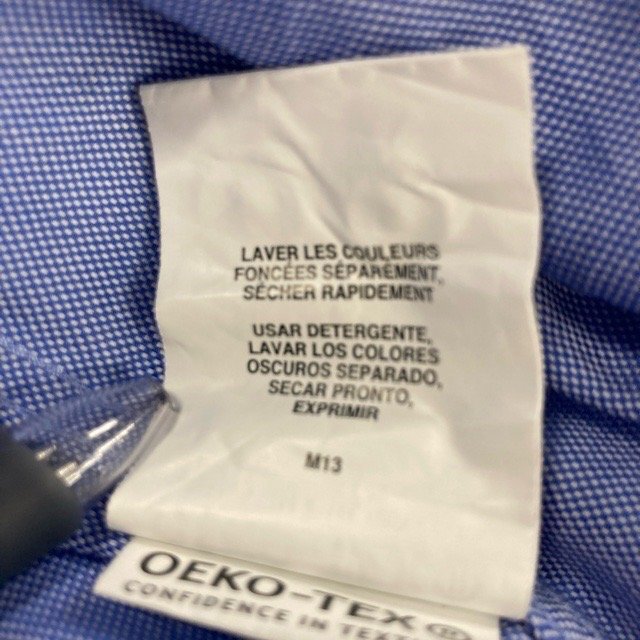 LAVER LES COULEURS
FONCÉES SÉPAREMENT,
SÉCHER RAPIDEMENT
USAR DETERGENTE,
LAVAR LOS COLORES
OSCUROS SEPARADO,
SECAR PRONTO,
EXPRIMIR
M13
OEKO-TEX®
CONFIDENCE IN